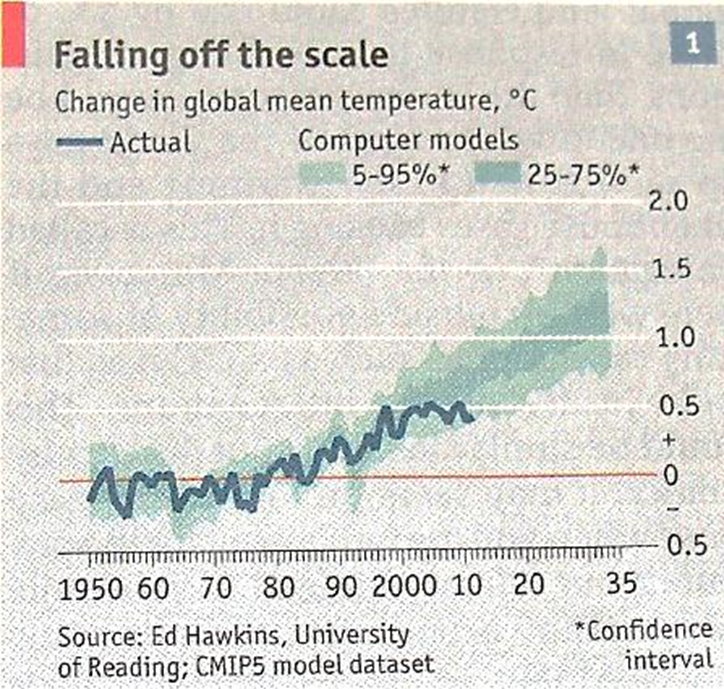 1
Falling off the scale
Change in global mean temperature, °C
Actual
Computer models
5-95%*
25-75%*
2.0
1.5
1.0
0.5
+
0
–
0.5
1950 60 70 80 90 2000 10 20 35
Source: Ed Hawkins, University
of Reading; CMIP5 model dataset
*Confidence
interval